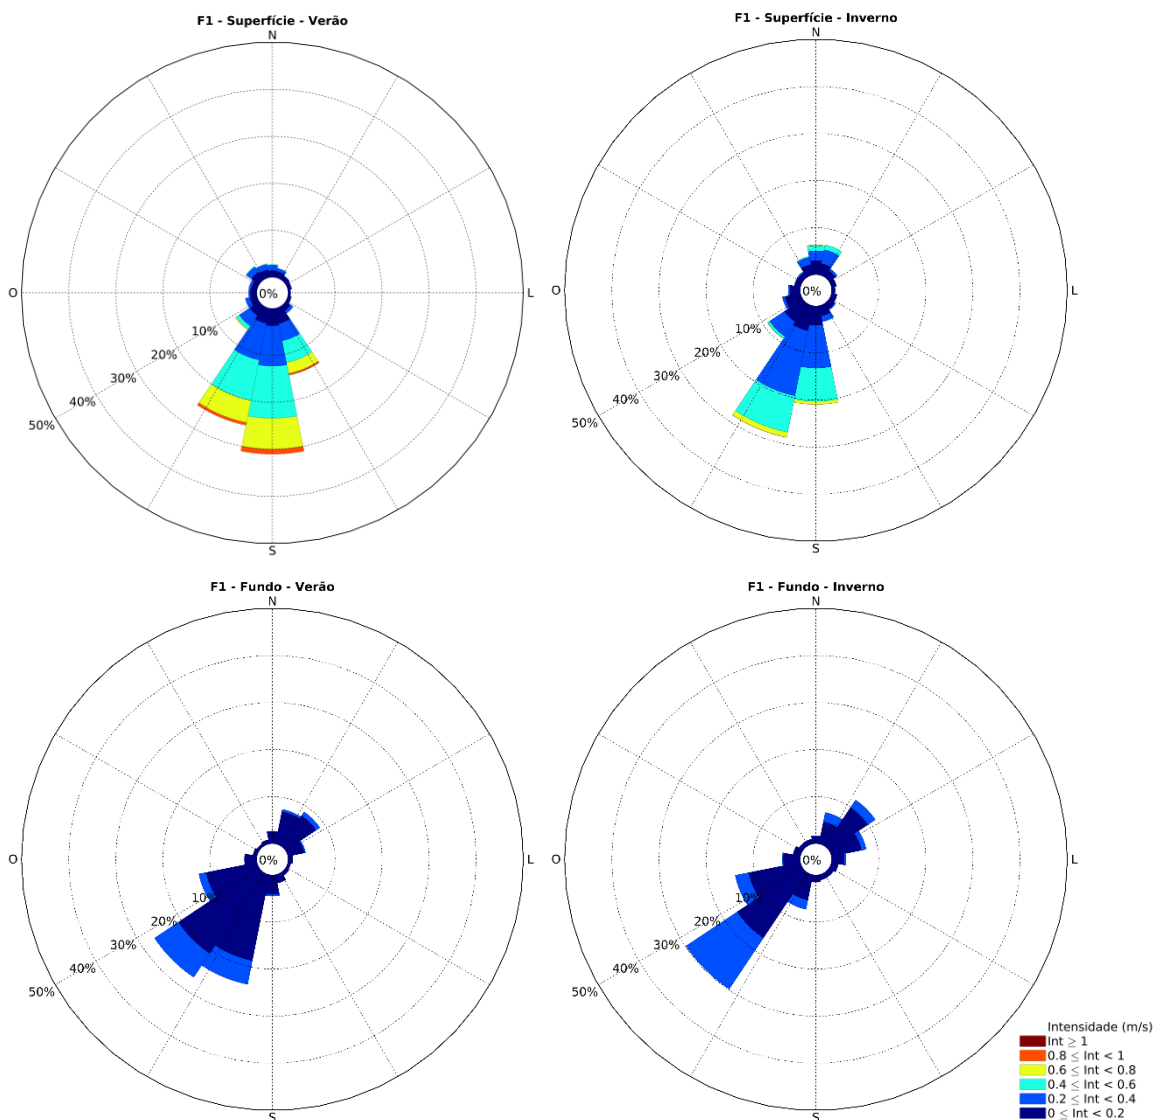 F1 - Superfície - Verão
N
O
L
S
0%
10%
20%
30%
40%
50%
F1 - Superfície - Inverno
N
O
L
S
0%
10%
20%
30%
40%
50%
F1 - Fundo - Verão
N
O
L
S
0%
10%
20%
30%
40%
50%
F1 - Fundo - Inverno
N
O
L
S
0%
10%
20%
30%
40%
50%
Intensidade (m/s)
Int ≥ 1
0.8 ≤ Int < 1
0.6 ≤ Int < 0.8
0.4 ≤ Int < 0.6
0.2 ≤ Int < 0.4
0 ≤ Int < 0.2